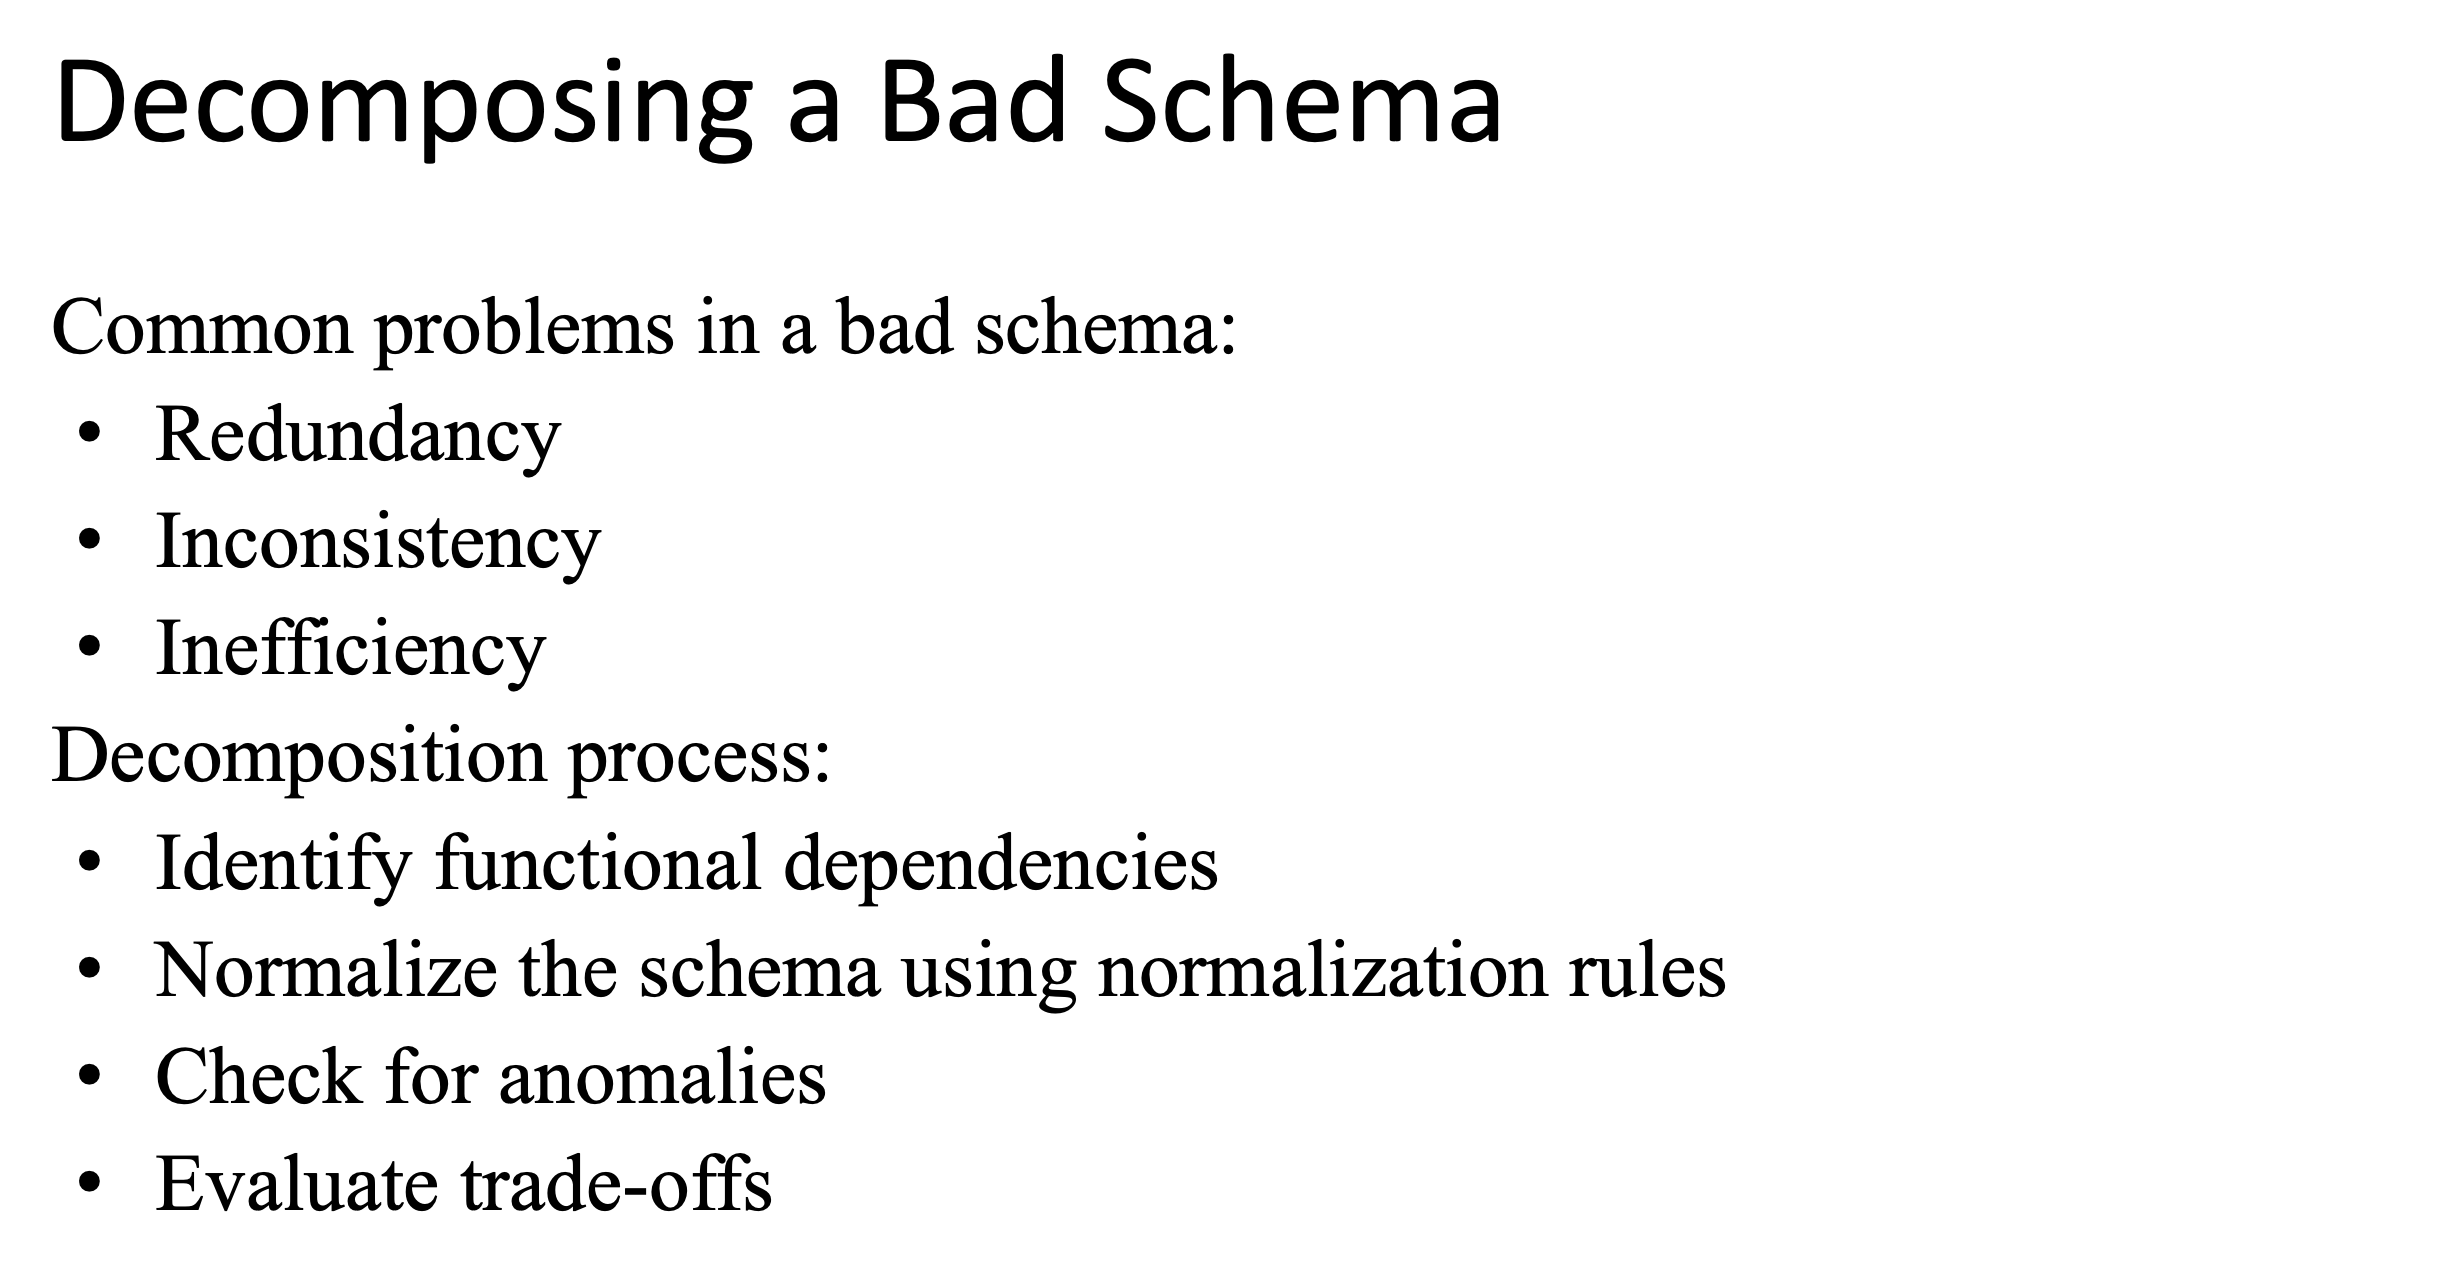 Decomposing a Bad Schema
Common problems in a bad schema:
• Redundancy
• Inconsistency
• Inefficiency
Decomposition process:
• Identify functional dependencies
• Normalize the schema using normalization rules
• Check for anomalies
• Evaluate trade-offs